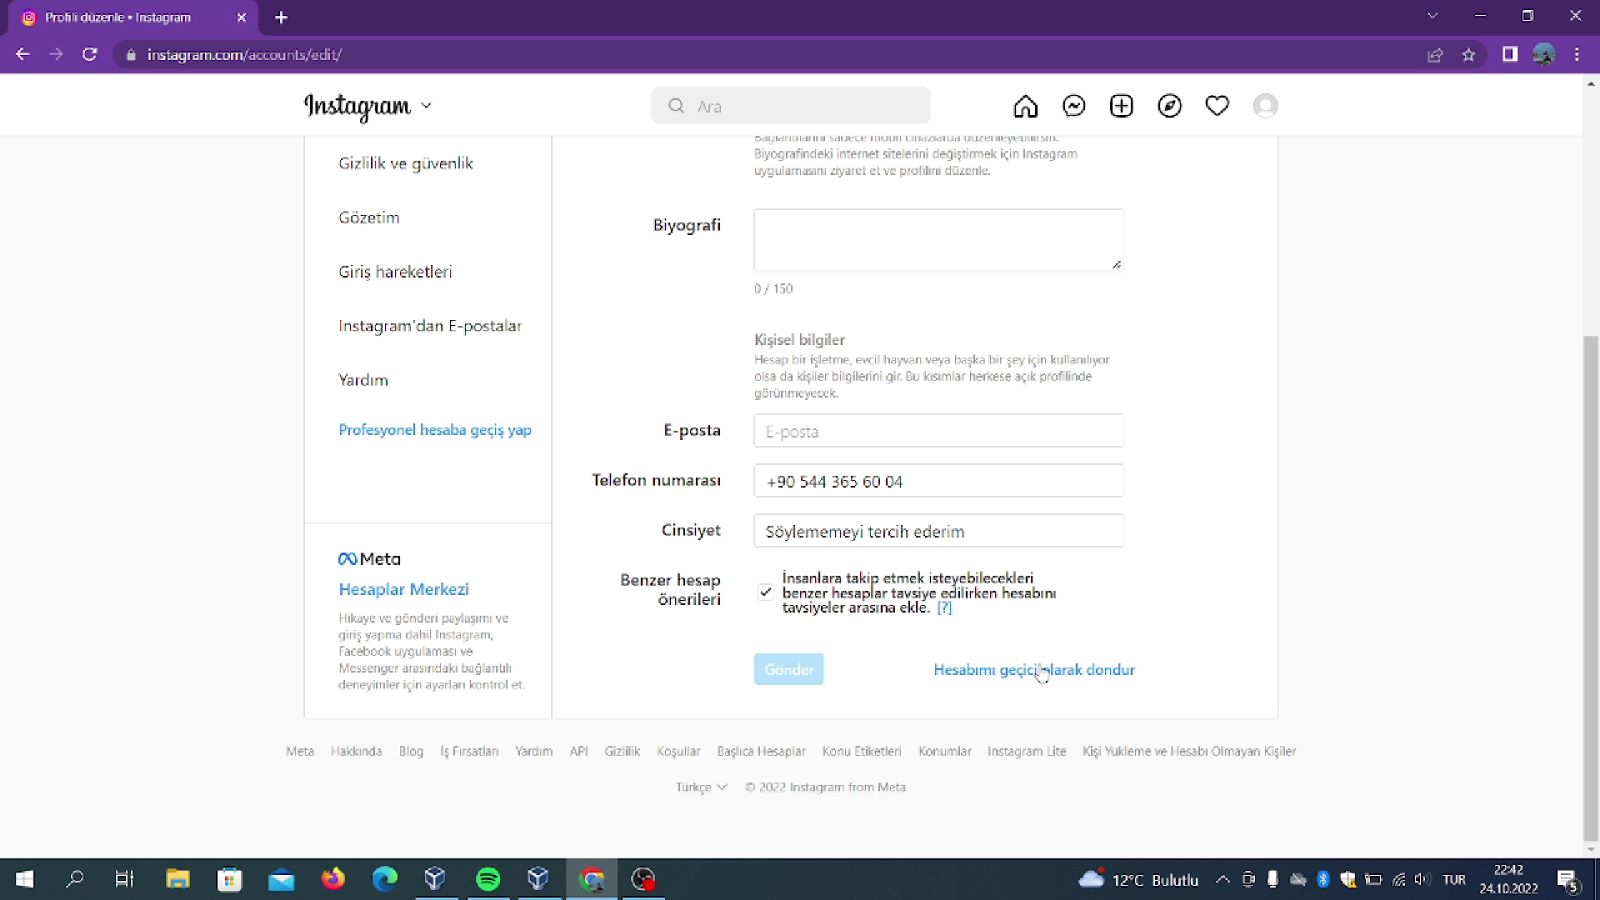 Profili düzenle • Instagram
instagram.com/accounts/edit/
Instagram
Ara
Bağlantılarını sadece mobil cihazlarda düzenleyebilirsin.
Biyografindeki internet sitelerini değiştirmek için Instagram
uygulamasını ziyaret et ve profilini düzenle.
Gizlilik ve güvenlik
Gözetim
Giriş hareketleri
Instagram'dan E-postalar
Yardım
Profesyonel hesaba geçiş yap
Biyografi
0 / 150
Kişisel bilgiler
Hesap bir işletme, evcil hayvan veya başka bir şey için kullanılıyor
olsa da kişiler bilgilerini gir. Bu kısımlar herkese açık profilinde
görünmeyecek.
E-posta
E-posta
Telefon numarası
+90 544 365 60 04
Cinsiyet
Söylememeyi tercih ederim
Benzer hesap
önerileri
İnsanlara takip etmek isteyebilecekleri
benzer hesaplar tavsiye edilirken hesabını
tavsiyeler arasına ekle. [?]
Gönder
Hesabımı geçici olarak dondur
Meta
Hesaplar Merkezi
Hikaye ve gönderi paylaşımı ve
giriş yapma dahil Instagram,
Facebook uygulaması ve
Messenger arasındaki bağlantılı
deneyimler için ayarları kontrol et.
Meta Hakkında Blog İş Fırsatları Yardım API Gizlilik Koşullar Başlıca Hesaplar Konu Etiketleri Konumlar Instagram Lite Kişi Yükleme ve Hesabı Olmayan Kişiler
Türkçe © 2022 Instagram from Meta
12°C Bulutlu
TUR
22:42
24.10.2022
5